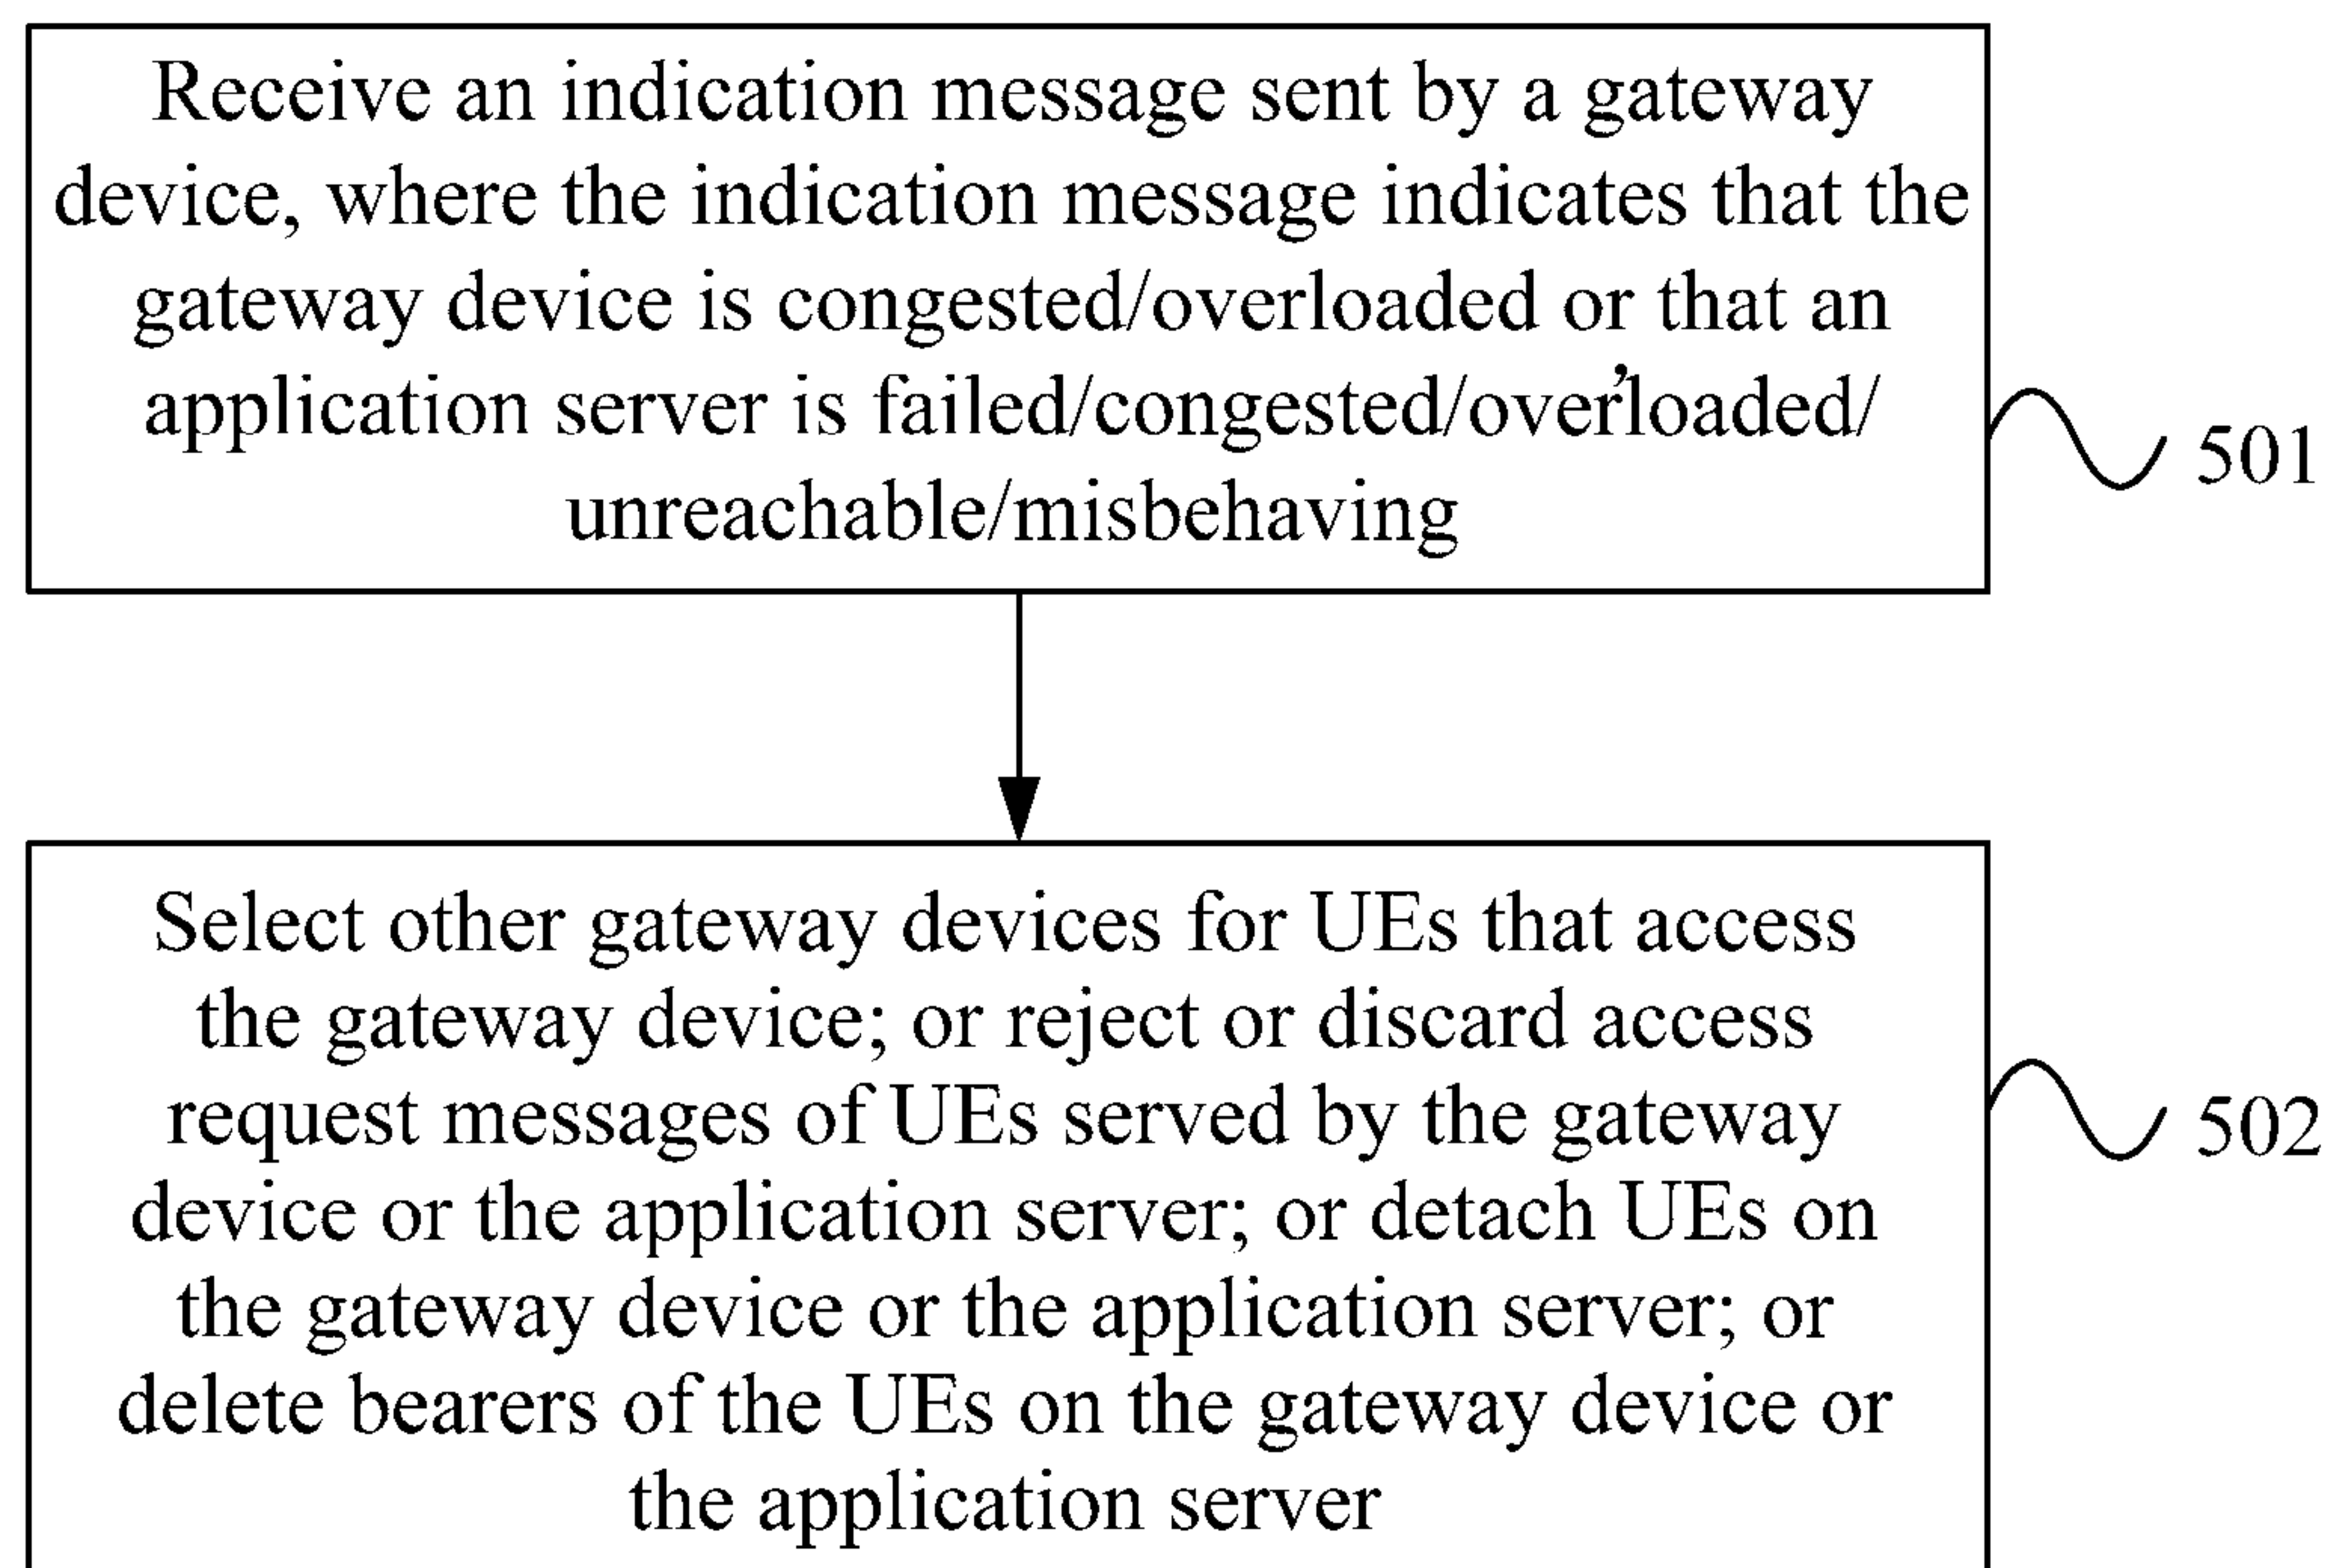 Receive an indication message sent by a gateway
device, where the indication message indicates that the
gateway device is congested/overloaded or that an
application server is failed/congested/over’loaded/
unreachable/misbehaving
501
Select other gateway devices for UEs that access
the gateway device; or reject or discard access
request messages of UEs served by the gateway
device or the application server; or detach UEs on
the gateway device or the application server; or
delete bearers of the UEs on the gateway device or
the application server
502